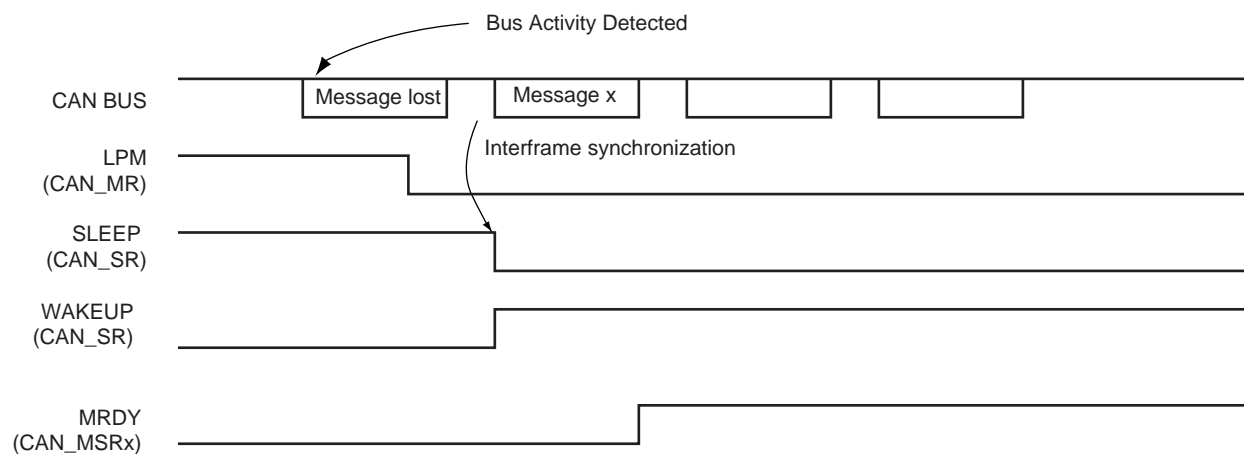 Bus Activity Detected
CAN BUS
Message lost
Message x
Interframe synchronization
LPM
(CAN_MR)
SLEEP
(CAN_SR)
WAKEUP
(CAN_SR)
MRDY
(CAN_MSRx)